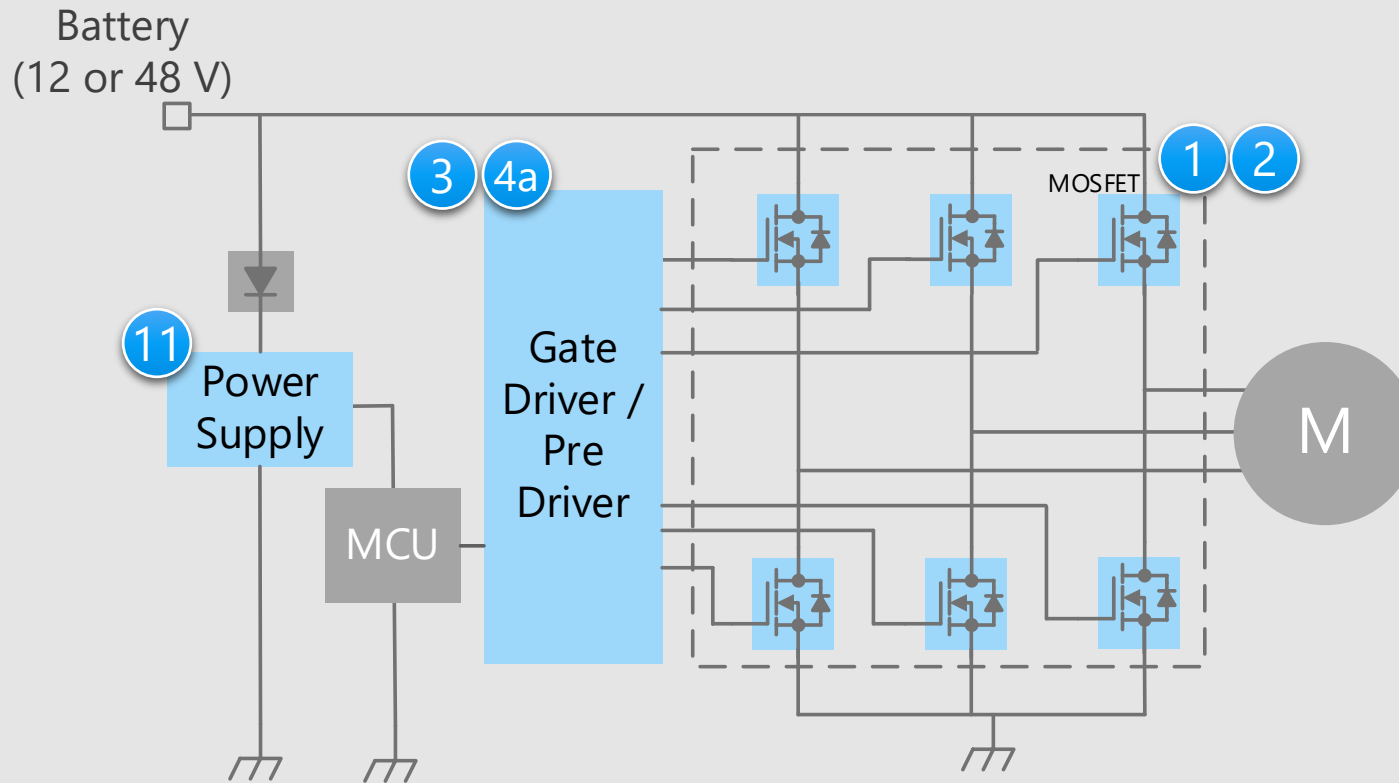 Battery
(12 or 48 V)
3
4a
1
2
MOSFET
11
Power
Supply
Gate
Driver /
Pre
Driver
M
MCU